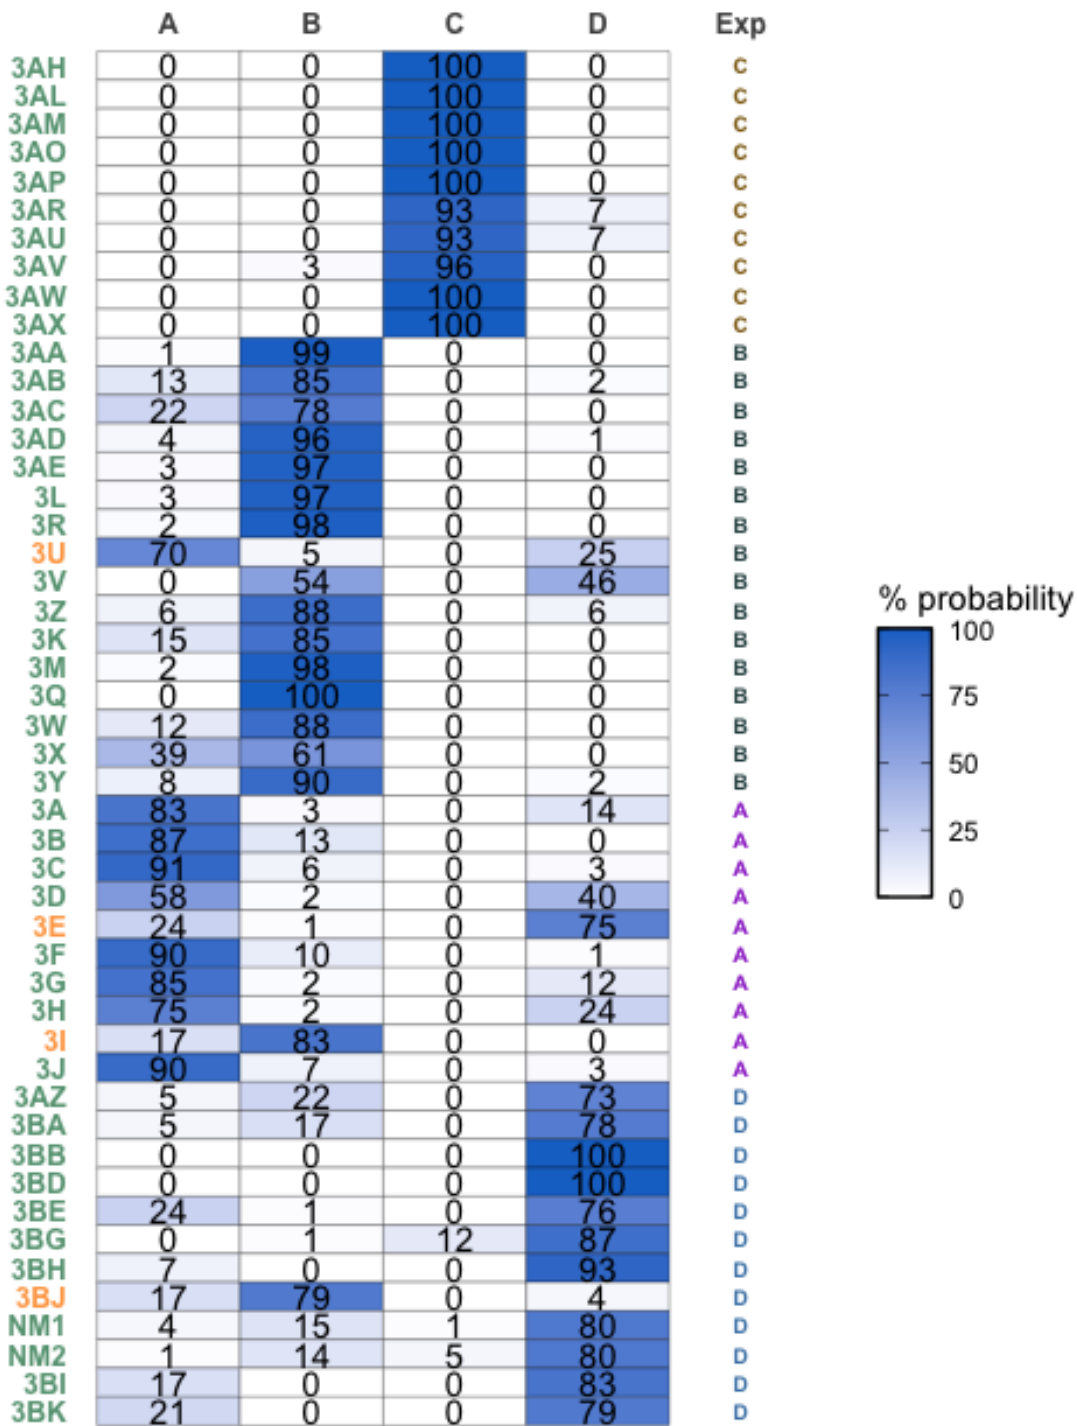 A B C D Exp
3AH 0 0 100 0 C
3AL 0 0 100 0 C
3AM 0 0 100 0 C
3AO 0 0 100 0 C
3AP 0 0 100 0 C
3AR 0 0 93 7 C
3AU 0 0 93 7 C
3AV 0 3 96 0 C
3AW 0 0 100 0 C
3AX 0 0 100 0 C
3AA 1 99 0 0 B
3AB 13 85 0 2 B
3AC 22 78 0 0 B
3AD 4 96 0 1 B
3AE 3 97 0 0 B
3L 3 97 0 0 B
3R 2 98 0 0 B
3U 70 5 0 25 B
3V 0 54 0 46 B
3Z 6 88 0 6 B
3K 15 85 0 0 B
3M 2 98 0 0 B
3Q 0 100 0 0 B
3W 12 88 0 0 B
3X 39 61 0 0 B
3Y 8 90 0 2 B
3A 83 3 0 14 A
3B 87 13 0 0 A
3C 91 6 0 3 A
3D 58 2 0 40 A
3E 24 1 0 75 A
3F 90 10 0 1 A
3G 85 2 0 12 A
3H 75 2 0 24 A
3I 17 83 0 0 A
3J 90 7 0 3 A
3AZ 5 22 0 73 D
3BA 5 17 0 78 D
3BB 0 0 0 100 D
3BD 0 0 0 100 D
3BE 24 1 0 76 D
3BG 0 1 12 87 D
3BH 7 0 0 93 D
3BJ 17 79 0 4 D
NM1 4 15 1 80 D
NM2 1 14 5 80 D
3BI 17 0 0 83 D
3BK 21 0 0 79 D
% probability
100
75
50
25
0